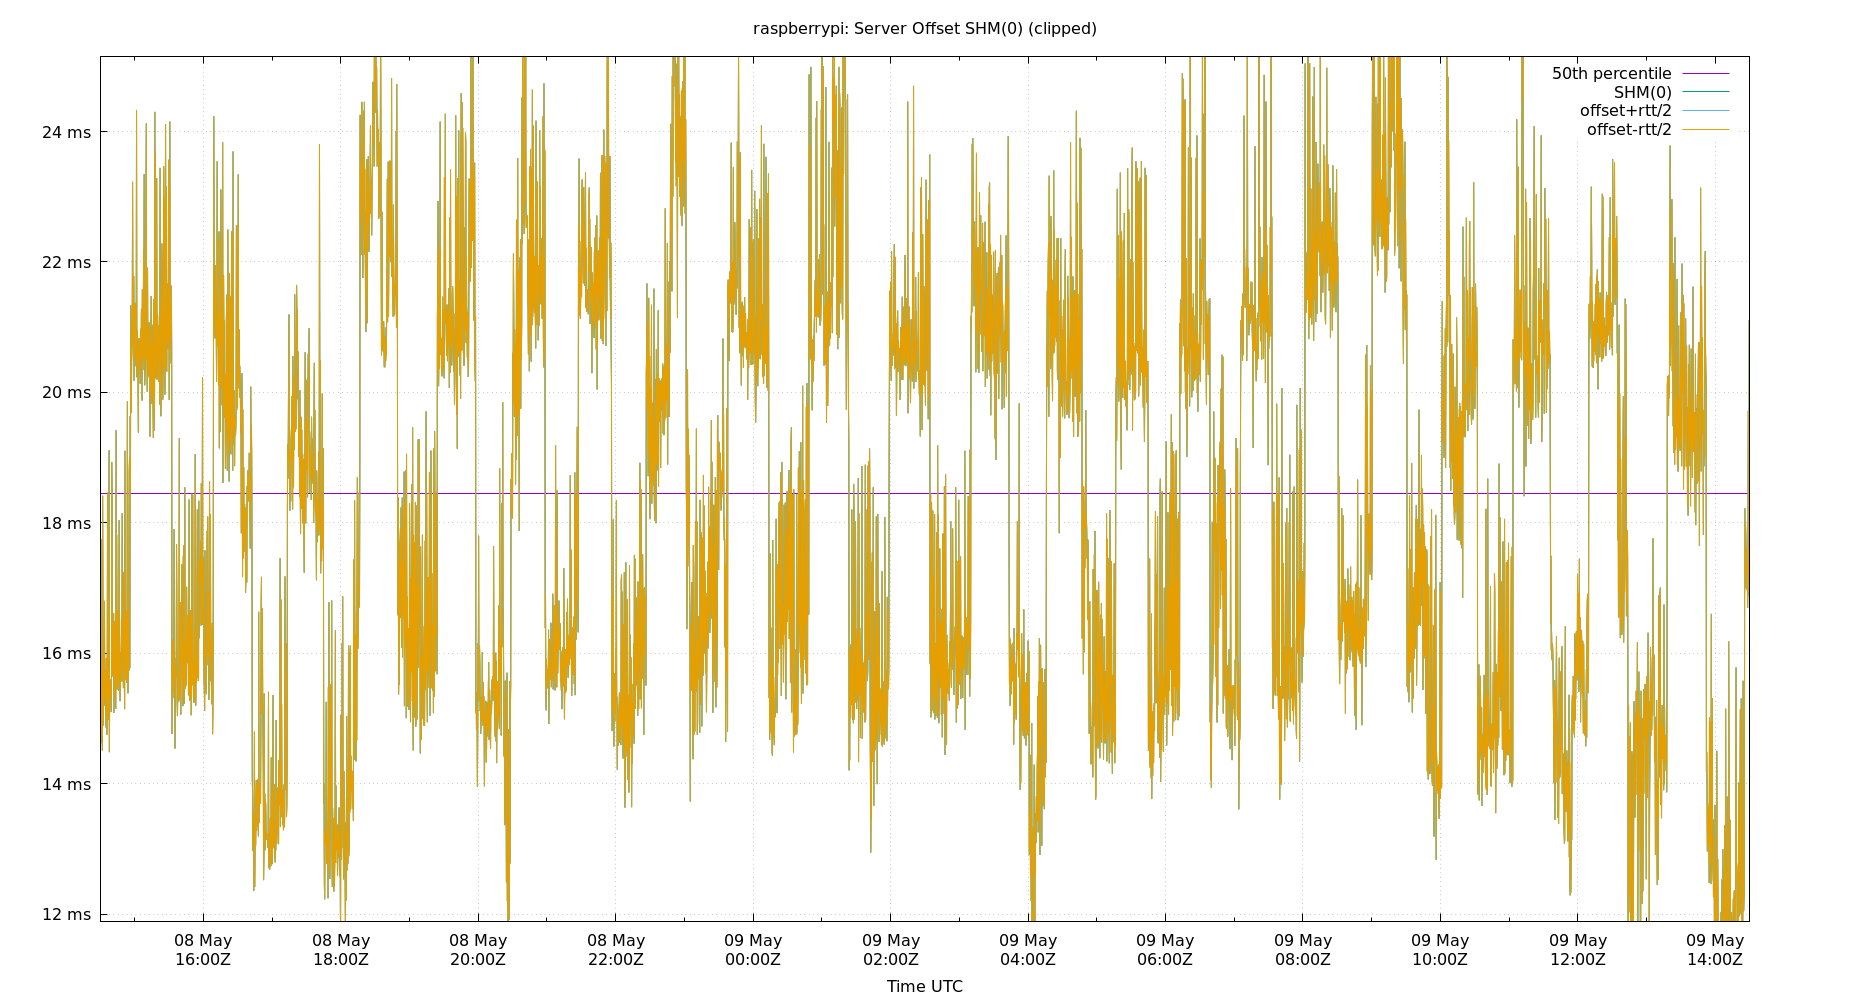 raspberrypi: Server Offset SHM(0) (clipped)
50th percentile
SHM(0)
offset+rtt/2
offset-rtt/2
24 ms
22 ms
20 ms
18 ms
16 ms
14 ms
12 ms
08 May 08 May 08 May 08 May 09 May 09 May 09 May 09 May 09 May 09 May 09 May 09 May
16:00Z 18:00Z 20:00Z 22:00Z 00:00Z 02:00Z 04:00Z 06:00Z 08:00Z 10:00Z 12:00Z 14:00Z
Time UTC